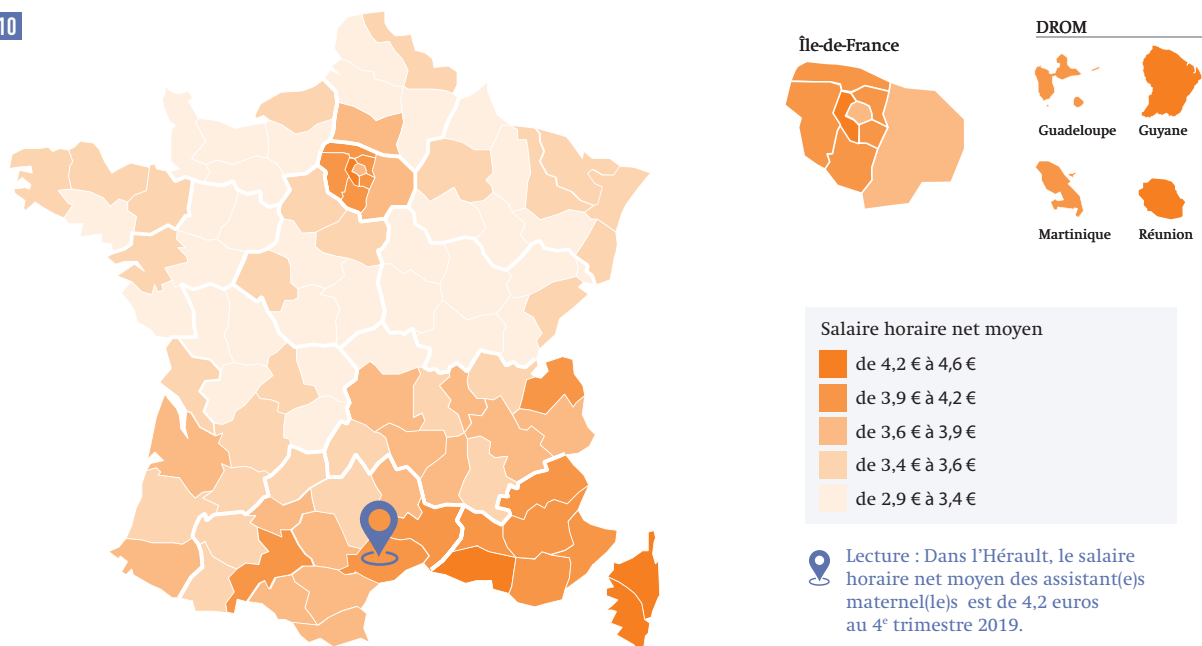 10
Île-de-France
DROM
Guadeloupe
Guyane
Martinique
Réunion
Salaire horaire net moyen
de 4,2 € à 4,6 €
de 3,9 € à 4,2 €
de 3,6 € à 3,9 €
de 3,4 € à 3,6 €
de 2,9 € à 3,4 €
Lecture : Dans l’Hérault, le salaire
horaire net moyen des assistant(e)s
maternel(le)s est de 4,2 euros
au 4e trimestre 2019.